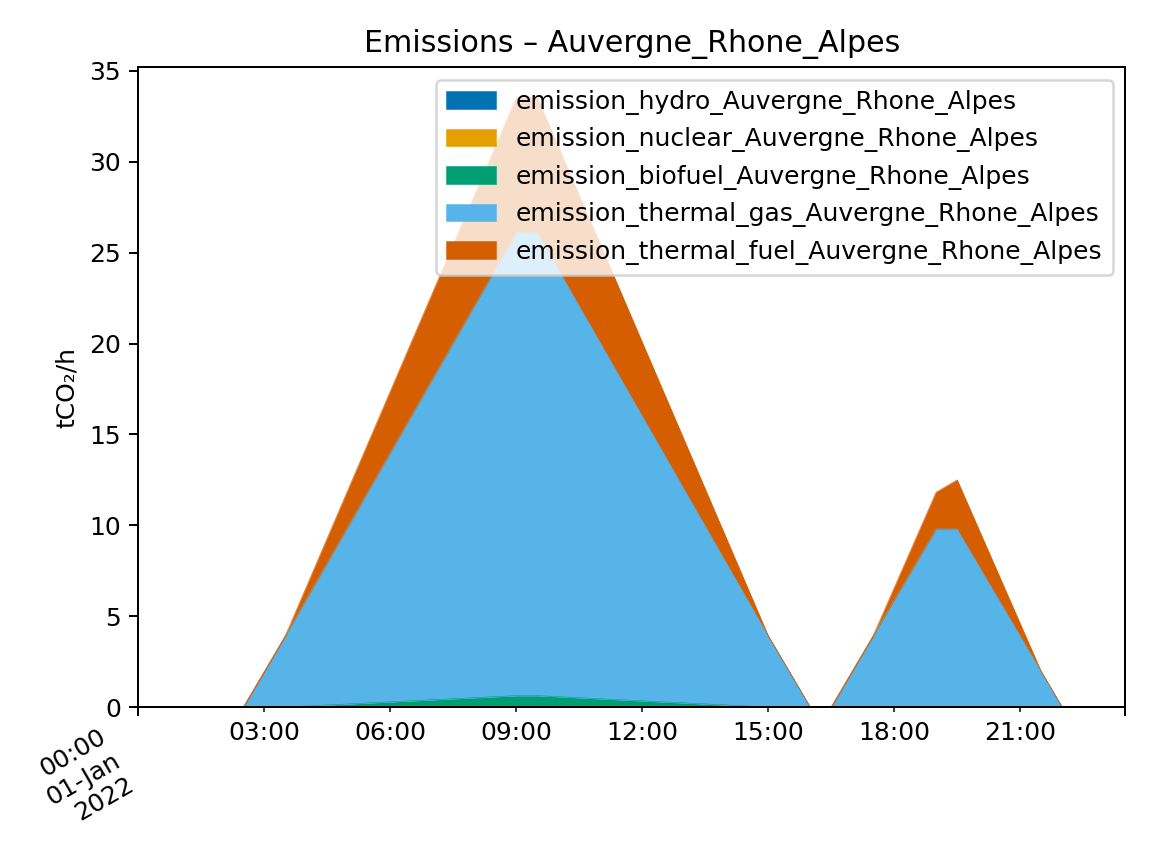 Emissions – Auvergne_Rhone_Alpes
emission_hydro_Auvergne_Rhone_Alpes
emission_nuclear_Auvergne_Rhone_Alpes
emission_biofuel_Auvergne_Rhone_Alpes
emission_thermal_gas_Auvergne_Rhone_Alpes
emission_thermal_fuel_Auvergne_Rhone_Alpes
tCO₂/h
35
30
25
20
15
10
5
0
00:00
01-Jan
2022
03:00 06:00 09:00 12:00 15:00 18:00 21:00